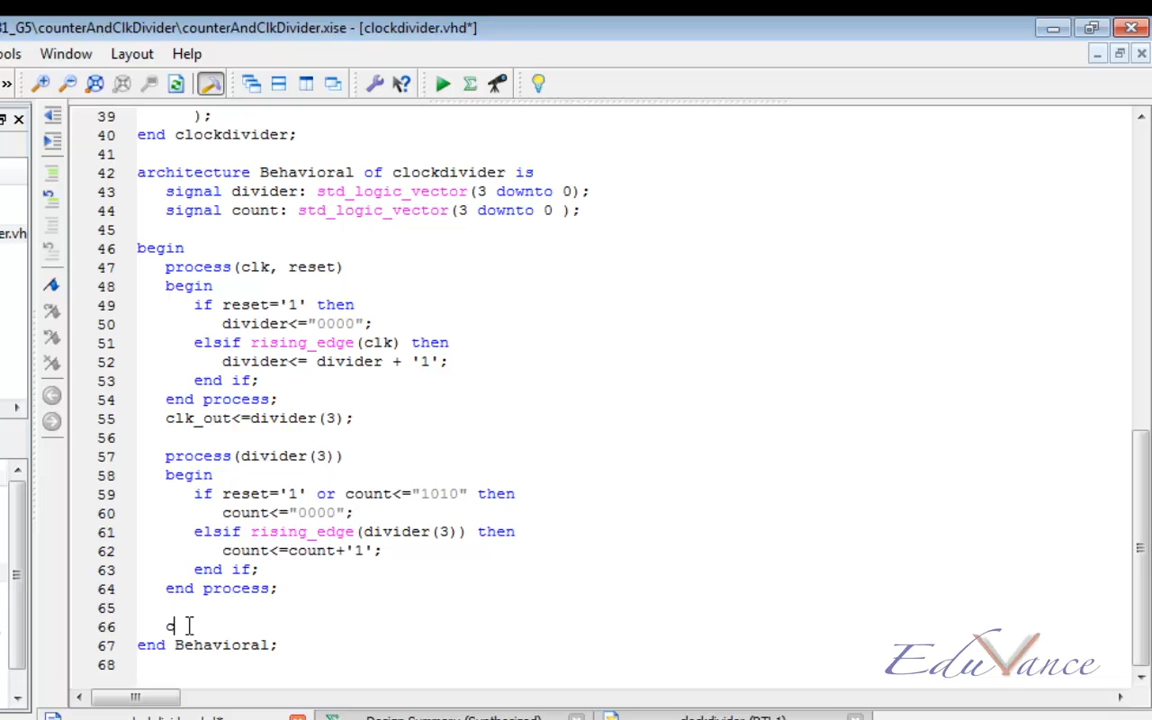 B1_G5\counterAndClkDivider\counterAndClkDivider.xise - [clockdivider.vhd*]
ols Window Layout Help
39 );
40 end clockdivider;
41
42 architecture Behavioral of clockdivider is
43 signal divider: std_logic_vector(3 downto 0);
44 signal count: std_logic_vector(3 downto 0 );
45
46 begin
47 process(clk, reset)
48 begin
49 if reset='1' then
50 divider<="0000";
51 elsif rising_edge(clk) then
52 divider<= divider + '1';
53 end if;
54 end process;
55 clk_out<=divider(3);
56
57 process(divider(3))
58 begin
59 if reset='1' or count<="1010" then
60 count<="0000";
61 elsif rising_edge(divider(3)) then
62 count<=count+'1';
63 end if;
64 end process;
65
66 c
67 end Behavioral;
68
er.vh
EduVance